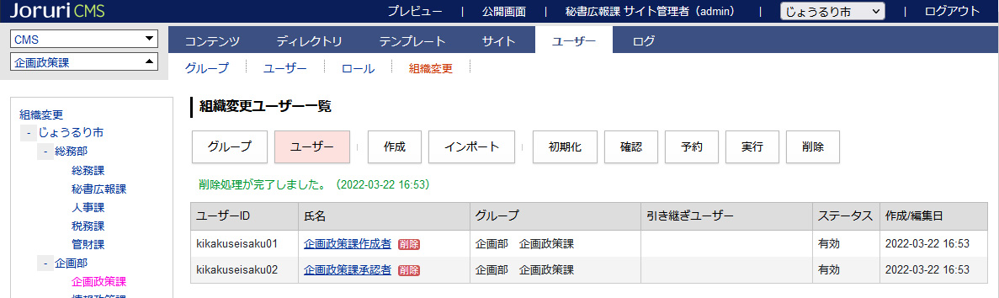 Joruri CMS
プレビュー | 公開画面 | 秘書広報課 サイト管理者（admin） | じょうるり市 | ログアウト
CMS
企画政策課
コンテンツ ディレクトリ テンプレート サイト ユーザー ログ
グループ ユーザー ロール 組織変更
組織変更
- じょうるり市
- 総務部
総務課
秘書広報課
人事課
税務課
管財課
- 企画部
企画政策課
情報政策課
組織変更ユーザー一覧
グループ ユーザー 作成 インポート 初期化 確認 予約 実行 削除
削除処理が完了しました。（2022-03-22 16:53）
ユーザーID 氏名 グループ 引き継ぎユーザー ステータス 作成/編集日
kikakuseisaku01 企画政策課作成者 削除 企画部　企画政策課 有効 2022-03-22 16:53
kikakuseisaku02 企画政策課承認者 削除 企画部　企画政策課 有効 2022-03-22 16:53